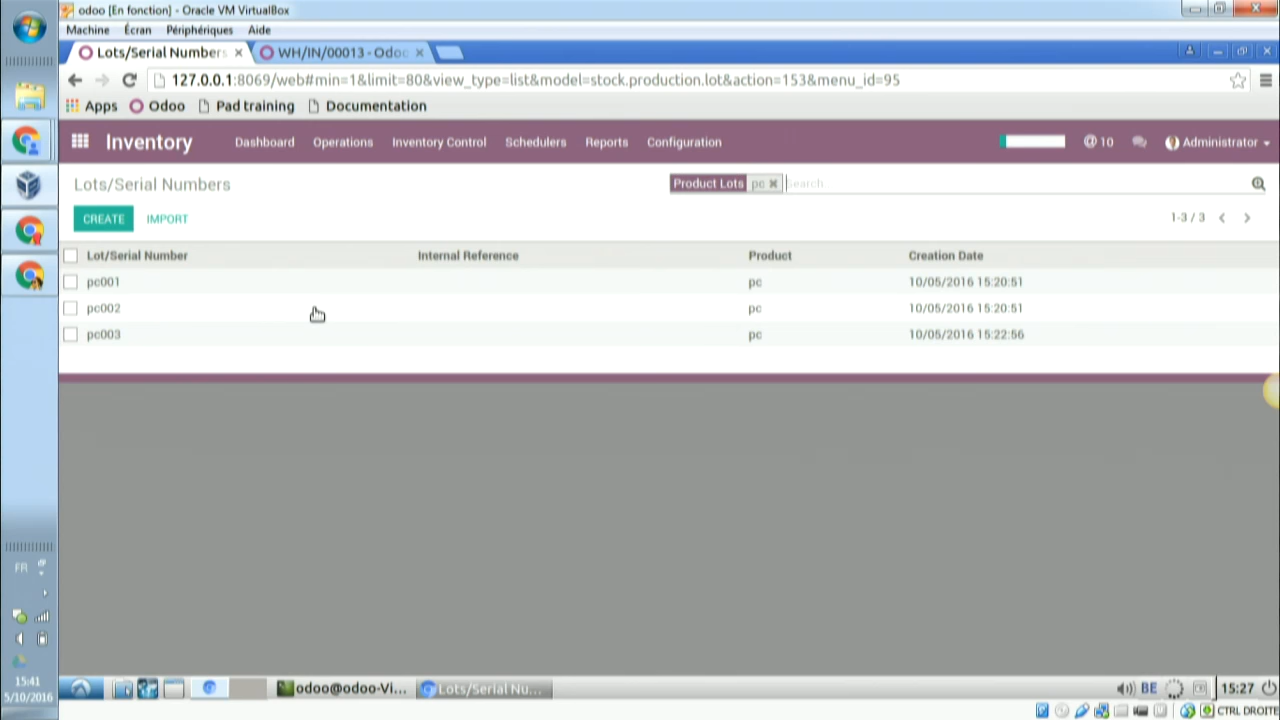 odoo [En fonction] - Oracle VM VirtualBox
Machine Écran Périphériques Aide
Lots/Serial Numbers WH/IN/00013 - Odoo
127.0.0.1:8069/web#min=1&limit=80&view_type=list&model=stock.production.lot&action=153&menu_id=95
Apps Odoo Pad training Documentation
Inventory Dashboard Operations Inventory Control Schedulers Reports Configuration @ 10 Administrator
Lots/Serial Numbers Product Lots pc Search
CREATE IMPORT 1-3 / 3
Lot/Serial Number Internal Reference Product Creation Date
pc001 pc 10/05/2016 15:20:51
pc002 pc 10/05/2016 15:20:51
pc003 pc 10/05/2016 15:22:56
FR
15:41
5/10/2016
odoo@odoo-Vi... Lots/Serial Nu... BE 15:27
CTRL DROITE